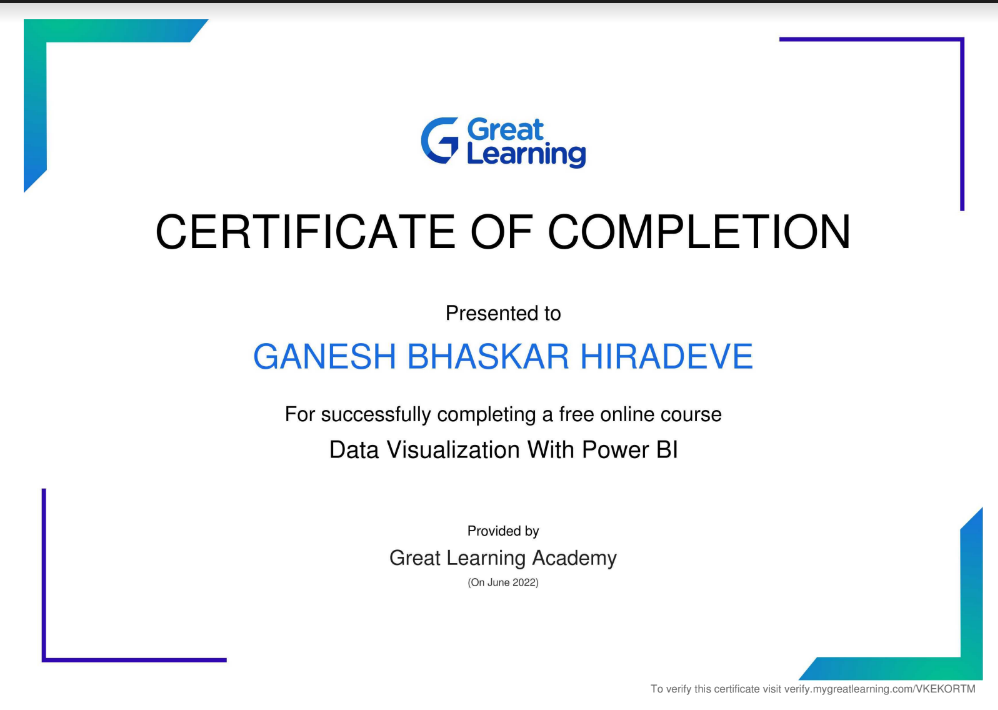 Great
Learning
CERTIFICATE OF COMPLETION
Presented to
GANESH BHASKAR HIRADEVE
For successfully completing a free online course
Data Visualization With Power BI
Provided by
Great Learning Academy
(On June 2022)
To verify this certificate visit verify.mygreatlearning.com/VKEKORTM